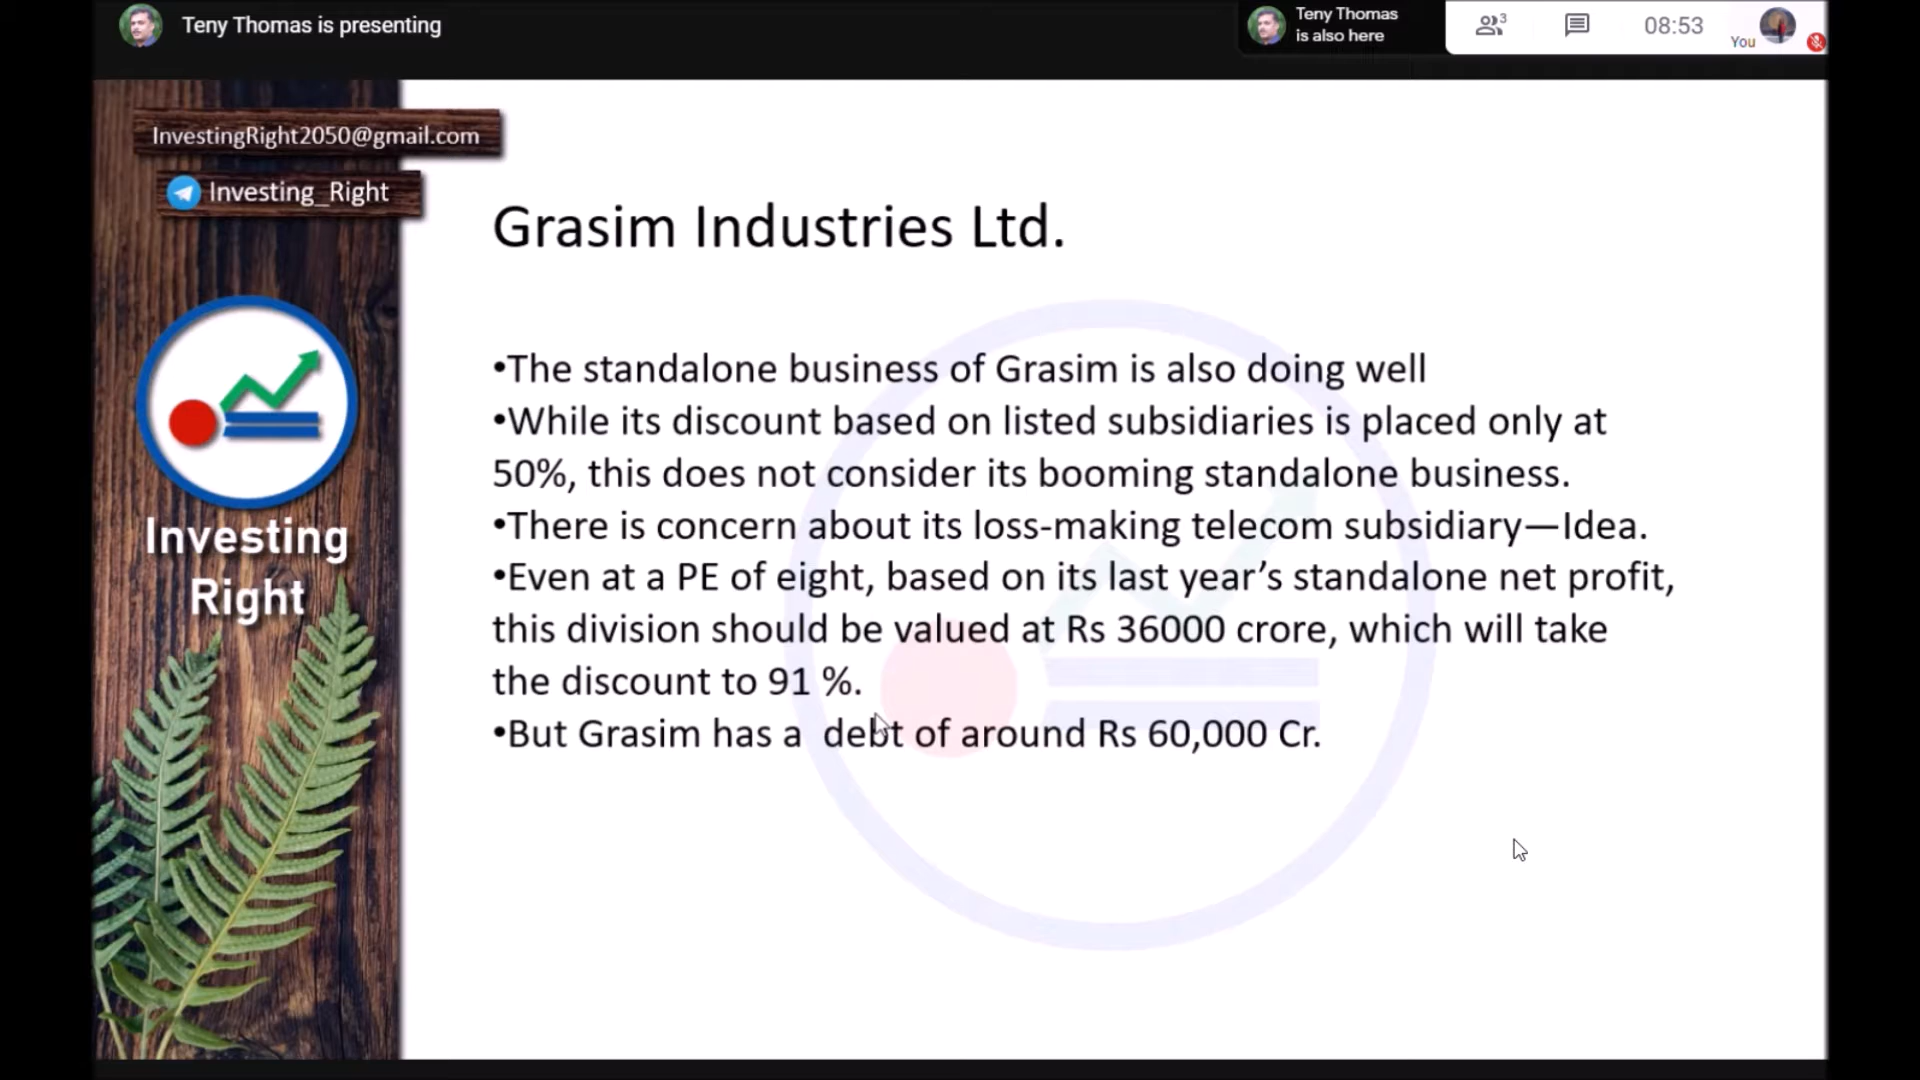 Teny Thomas is presenting
Teny Thomas
is also here
3
08:53
You
InvestingRight2050@gmail.com
Investing_Right
Investing
Right
Grasim Industries Ltd.
•The standalone business of Grasim is also doing well
•While its discount based on listed subsidiaries is placed only at
50%, this does not consider its booming standalone business.
•There is concern about its loss-making telecom subsidiary—Idea.
•Even at a PE of eight, based on its last year’s standalone net profit,
this division should be valued at Rs 36000 crore, which will take
the discount to 91 %.
•But Grasim has a  debt of around Rs 60,000 Cr.